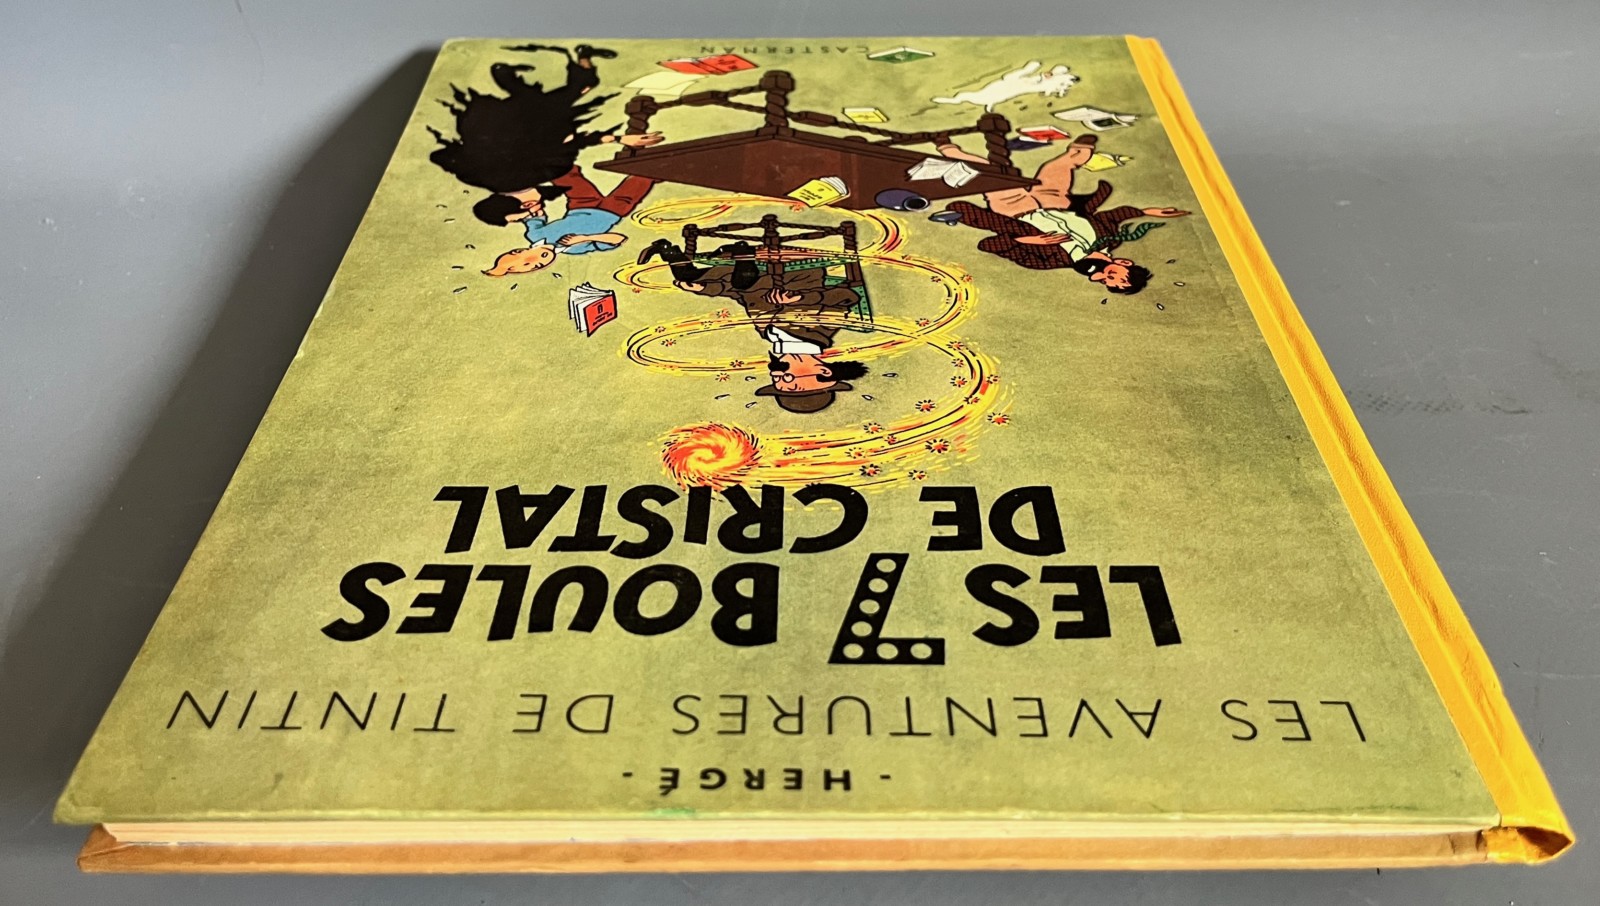 - HERGÉ -
LES AVENTURES DE TINTIN
LES 7 BOULES
DE CRISTAL
CASTERMAN